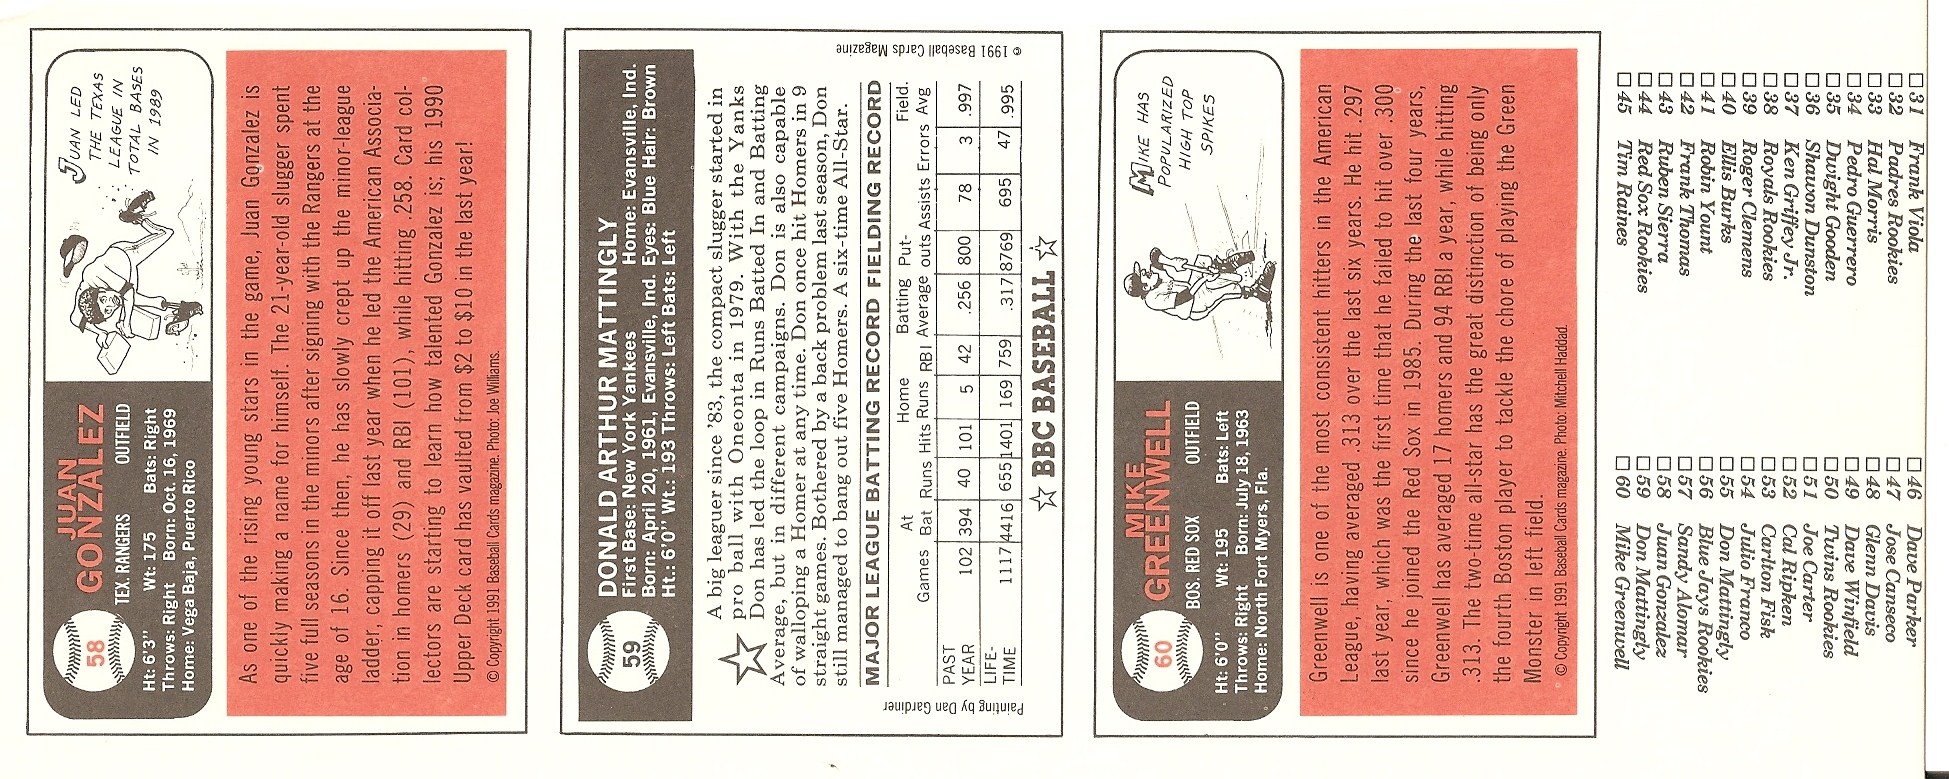 58
JUAN
GONZALEZ
TEX. RANGERS OUTFIELD
Ht: 6'3" Wt: 175 Bats: Right
Throws: Right Born: Oct. 16, 1969
Home: Vega Baja, Puerto Rico
JUAN LED
THE TEXAS
LEAGUE IN
TOTAL BASES
IN 1989
As one of the rising young stars in the game, Juan Gonzalez is
quickly making a name for himself. The 21-year-old slugger spent
five full seasons in the minors after signing with the Rangers at the
age of 16. Since then, he has slowly crept up the minor-league
ladder, capping it off last year when he led the American Associa-
tion in homers (29) and RBI (101), while hitting .258. Card col-
lectors are starting to learn how talented Gonzalez is; his 1990
Upper Deck card has vaulted from $2 to $10 in the last year!
© Copyright 1991 Baseball Cards magazine. Photo: Joe Williams.
59
DONALD ARTHUR MATTINGLY
First Base: New York Yankees Home: Evansville, Ind.
Born: April 20, 1961, Evansville, Ind. Eyes: Blue Hair: Brown
Ht.: 6'0" Wt.: 193 Throws: Left Bats: Left
A big leaguer since '83, the compact slugger started in
pro ball with Oneonta in 1979. With the Yanks
Don has led the loop in Runs Batted In and Batting
Average, but in different campaigns. Don is also capable
of walloping a Homer at any time. Don once hit Homers in 9
straight games. Bothered by a back problem last season, Don
still managed to bang out five Homers. A six-time All-Star.
MAJOR LEAGUE BATTING RECORD FIELDING RECORD
At Home Batting Put- Field.
Games Bat Runs Hits Runs RBI Average outs Assists Errors Avg
PAST
YEAR 102 394 40 101 5 42 .256 800 78 3 .997
LIFE-
TIME 1117 4416 655 1401 169 759 .317 8769 695 47 .995
Painting by Dan Gardiner
© 1991 Baseball Cards Magazine
BBC BASEBALL
60
MIKE
GREENWELL
BOS. RED SOX OUTFIELD
Ht: 6'0" Wt: 195 Bats: Left
Throws: Right Born: July 18, 1963
Home: North Fort Myers, Fla.
MIKE HAS
POPULARIZED
HIGH TOP
SPIKES
Greenwell is one of the most consistent hitters in the American
League, having averaged .313 over the last six years. He hit .297
last year, which was the first time that he failed to hit over .300
since he joined the Red Sox in 1985. During the last four years,
Greenwell has averaged 17 homers and 94 RBI a year, while hitting
.313. The two-time all-star has the great distinction of being only
the fourth Boston player to tackle the chore of playing the Green
Monster in left field.
© Copyright 1991 Baseball Cards magazine. Photo: Mitchell Haddad.
31 Frank Viola
32 Padres Rookies
33 Hal Morris
34 Pedro Guerrero
35 Dwight Gooden
36 Shawon Dunston
37 Ken Griffey Jr.
38 Royals Rookies
39 Roger Clemens
40 Ellis Burks
41 Robin Yount
42 Frank Thomas
43 Ruben Sierra
44 Red Sox Rookies
45 Tim Raines
46 Dave Parker
47 Jose Canseco
48 Glenn Davis
49 Dave Winfield
50 Twins Rookies
51 Joe Carter
52 Cal Ripken
53 Carlton Fisk
54 Julio Franco
55 Don Mattingly
56 Blue Jays Rookies
57 Sandy Alomar
58 Juan Gonzalez
59 Don Mattingly
60 Mike Greenwell